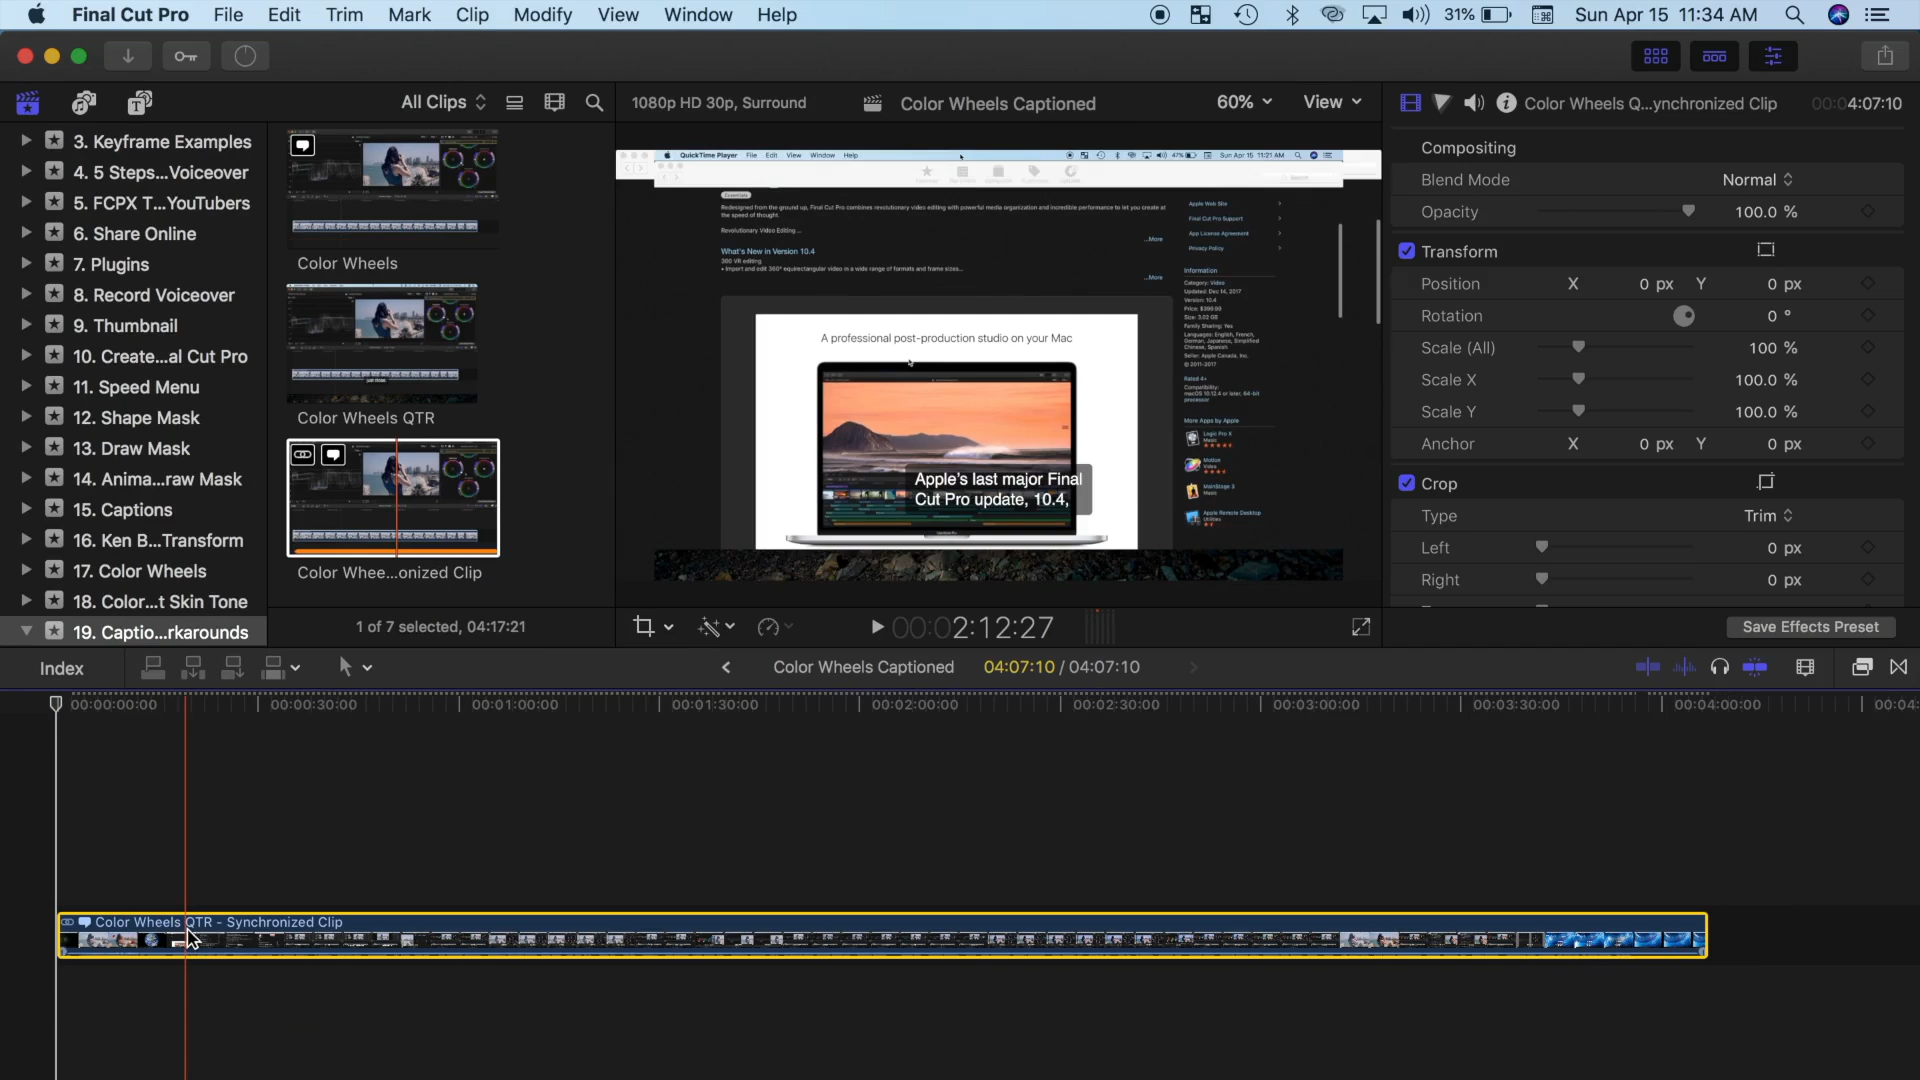 Final Cut Pro File Edit Trim Mark Clip Modify View Window Help 31% Sun Apr 15 11:34 AM
All Clips
1080p HD 30p, Surround
Color Wheels Captioned
60%
View
Color Wheels Q...ynchronized Clip
00:04:07:10
3. Keyframe Examples
4. 5 Steps...Voiceover
5. FCPX T...YouTubers
6. Share Online
7. Plugins
8. Record Voiceover
9. Thumbnail
10. Create...al Cut Pro
11. Speed Menu
12. Shape Mask
13. Draw Mask
14. Anima...raw Mask
15. Captions
16. Ken B...Transform
17. Color Wheels
18. Color...t Skin Tone
19. Captio...rkarounds
Color Wheels
Color Wheels QTR
Color Whee...onized Clip
1 of 7 selected, 04:17:21
QuickTime Player File Edit View Window Help
Sun Apr 15 11:21 AM
Essentials
Redesigned from the ground up, Final Cut Pro combines revolutionary video editing with powerful media organization and incredible performance to let you create at
the speed of thought.
Revolutionary Video Editing ...
...More
What's New in Version 10.4
360 VR editing
• Import and edit 360° equirectangular video in a wide range of formats and frame sizes...
...More
A professional post-production studio on your Mac
Apple's last major Final
Cut Pro update, 10.4,
Apple Web Site
Final Cut Pro Support
App License Agreement
Privacy Policy
Information
Category: Video
Updated: Dec 14, 2017
Version: 10.4
Price: $399.99
Size: 3.02 GB
Family Sharing: Yes
Languages: English, French,
German, Japanese, Simplified
Chinese, Spanish
Seller: Apple Canada, Inc.
© 2011-2017
Rated 4+
Compatibility:
macOS 10.12.4 or later, 64-bit
processor
More Apps by Apple
Logic Pro X
Music
Motion
Video
MainStage 3
Music
Apple Remote Desktop
Utilities
00:02:12:27
Compositing
Blend Mode Normal
Opacity 100.0 %
Transform
Position X 0 px Y 0 px
Rotation 0 °
Scale (All) 100 %
Scale X 100.0 %
Scale Y 100.0 %
Anchor X 0 px Y 0 px
Crop
Type Trim
Left 0 px
Right 0 px
Save Effects Preset
Index
Color Wheels Captioned 04:07:10 / 04:07:10
00:00:00:00 00:00:30:00 00:01:00:00 00:01:30:00 00:02:00:00 00:02:30:00 00:03:00:00 00:03:30:00 00:04:00:00 00:04:
Color Wheels QTR - Synchronized Clip